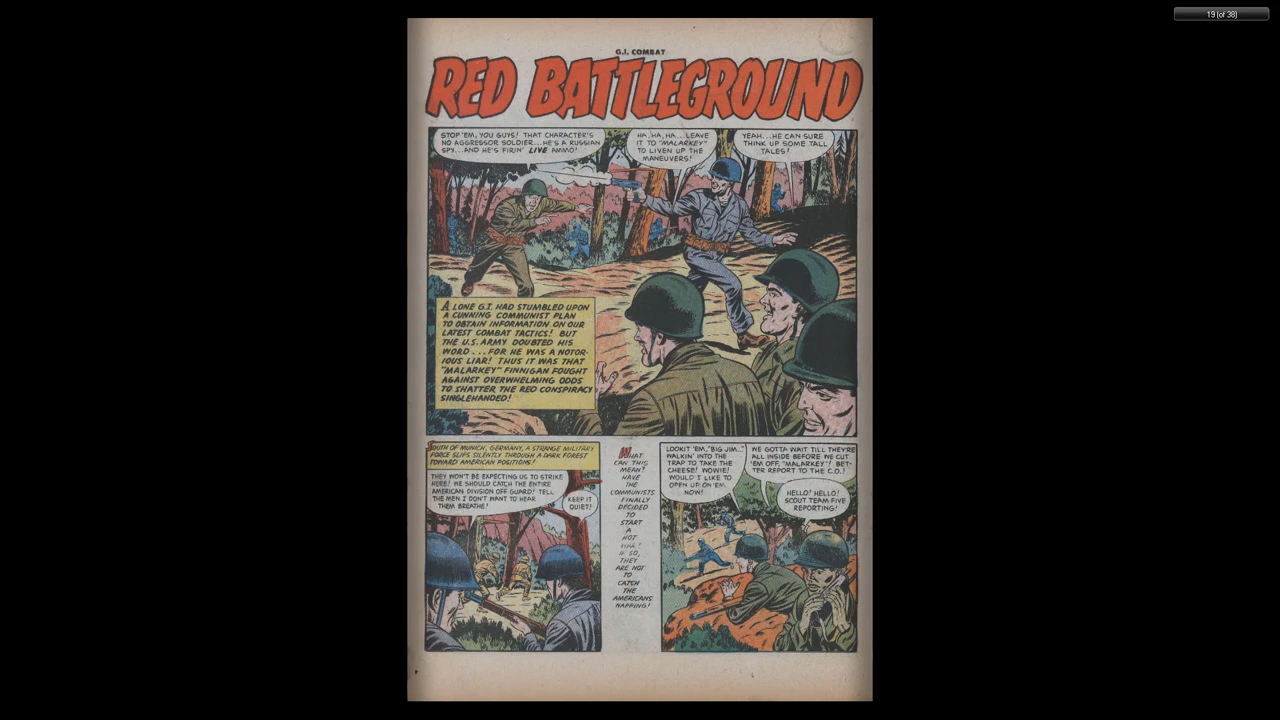 19 (of 38)
G.I. COMBAT
RED BATTLEGROUND
STOP 'EM, YOU GUYS! THAT CHARACTER'S
NO AGGRESSOR SOLDIER...HE'S A RUSSIAN
SPY...AND HE'S FIRIN' LIVE AMMO!
HA, HA, HA...LEAVE
IT TO "MALARKEY"
TO LIVEN UP THE
MANEUVERS!
YEAH...HE CAN SURE
THINK UP SOME TALL
TALES!
A LONE G.I. HAD STUMBLED UPON
A CUNNING COMMUNIST PLAN
TO OBTAIN INFORMATION ON OUR
LATEST COMBAT TACTICS! BUT
THE U.S. ARMY DOUBTED HIS
WORD...FOR HE WAS A NOTOR-
IOUS LIAR! THUS IT WAS THAT
"MALARKEY" FINNIGAN FOUGHT
AGAINST OVERWHELMING ODDS
TO SHATTER THE RED CONSPIRACY
SINGLEHANDED!
SOUTH OF MUNICH, GERMANY, A STRANGE MILITARY
FORCE SLIPS SILENTLY THROUGH A DARK FOREST
TOWARD AMERICAN POSITIONS!
THEY WON'T BE EXPECTING US TO STRIKE
HERE! WE SHOULD CATCH THE ENTIRE
AMERICAN DIVISION OFF GUARD! TELL
THE MEN I DON'T WANT TO HEAR
THEM BREATHE!
KEEP IT
QUIET!
WHAT
CAN THIS
MEAN?
HAVE
THE
COMMUNISTS
FINALLY
DECIDED
TO
START
A
HOT
WAR?
IF SO,
THEY
ARE NOT
TO
CATCH
THE
AMERICANS
NAPPING!
LOOKIT 'EM, "BIG JIM..."
WALKIN' INTO THE
TRAP TO TAKE THE
CHEESE! WOWIE!
WOULD I LIKE TO
OPEN UP ON 'EM
NOW!
WE GOTTA WAIT TILL THEY'RE
ALL INSIDE BEFORE WE CUT
'EM OFF, "MALARKEY"! BET-
TER REPORT TO THE C.O.!
HELLO! HELLO!
SCOUT TEAM FIVE
REPORTING!